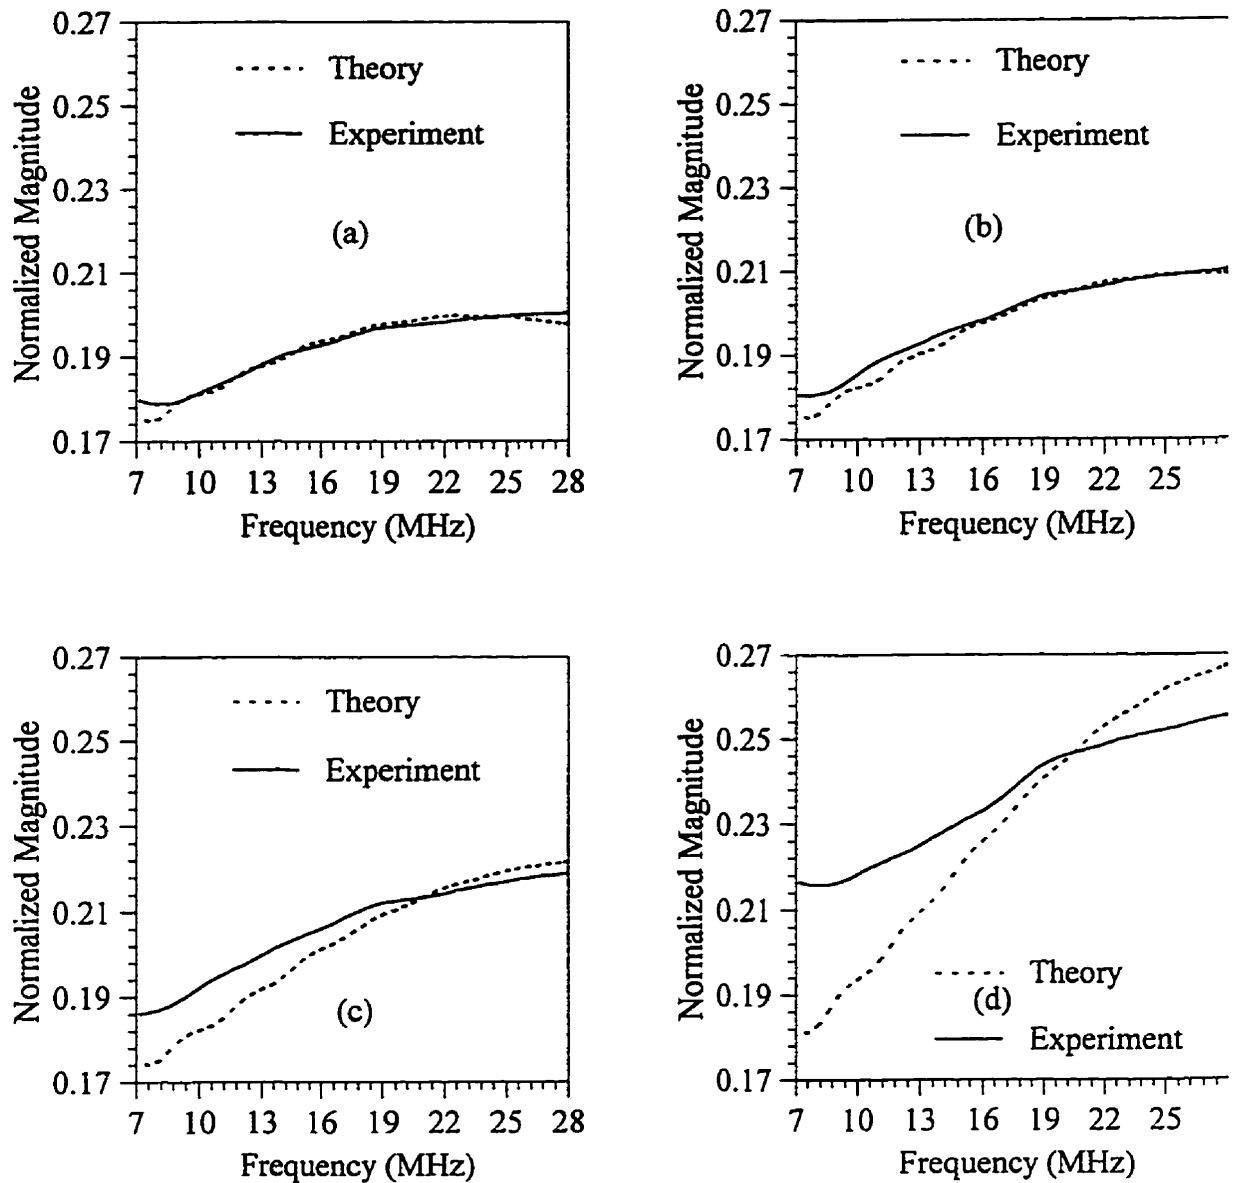 0.27
0.25
0.23
0.21
0.19
0.17
Normalized Magnitude
Theory
Experiment
(a)
7 10 13 16 19 22 25 28
Frequency (MHz)
0.27
0.25
0.23
0.21
0.19
0.17
Normalized Magnitude
Theory
Experiment
(b)
7 10 13 16 19 22 25
Frequency (MHz)
0.27
0.25
0.23
0.21
0.19
0.17
Normalized Magnitude
Theory
Experiment
(c)
7 10 13 16 19 22 25 28
Frequency (MHz)
0.27
0.25
0.23
0.21
0.19
0.17
Normalized Magnitude
Theory
(d)
Experiment
7 10 13 16 19 22 25
Frequency (MHz)